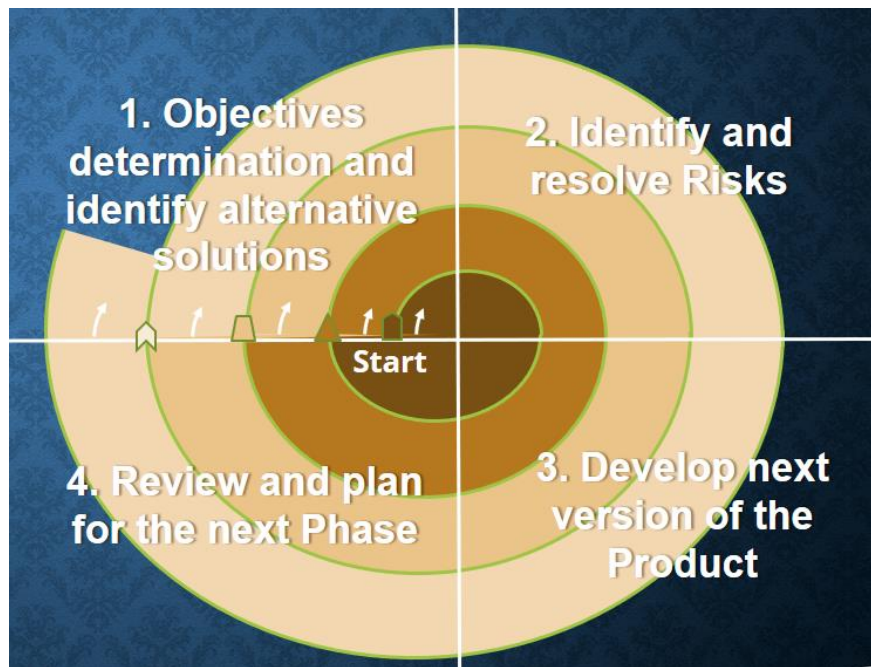 1. Objectives
determination and
identify alternative
solutions
2. Identify and
resolve Risks
Start
4. Review and plan
for the next Phase
3. Develop next
version of the
Product